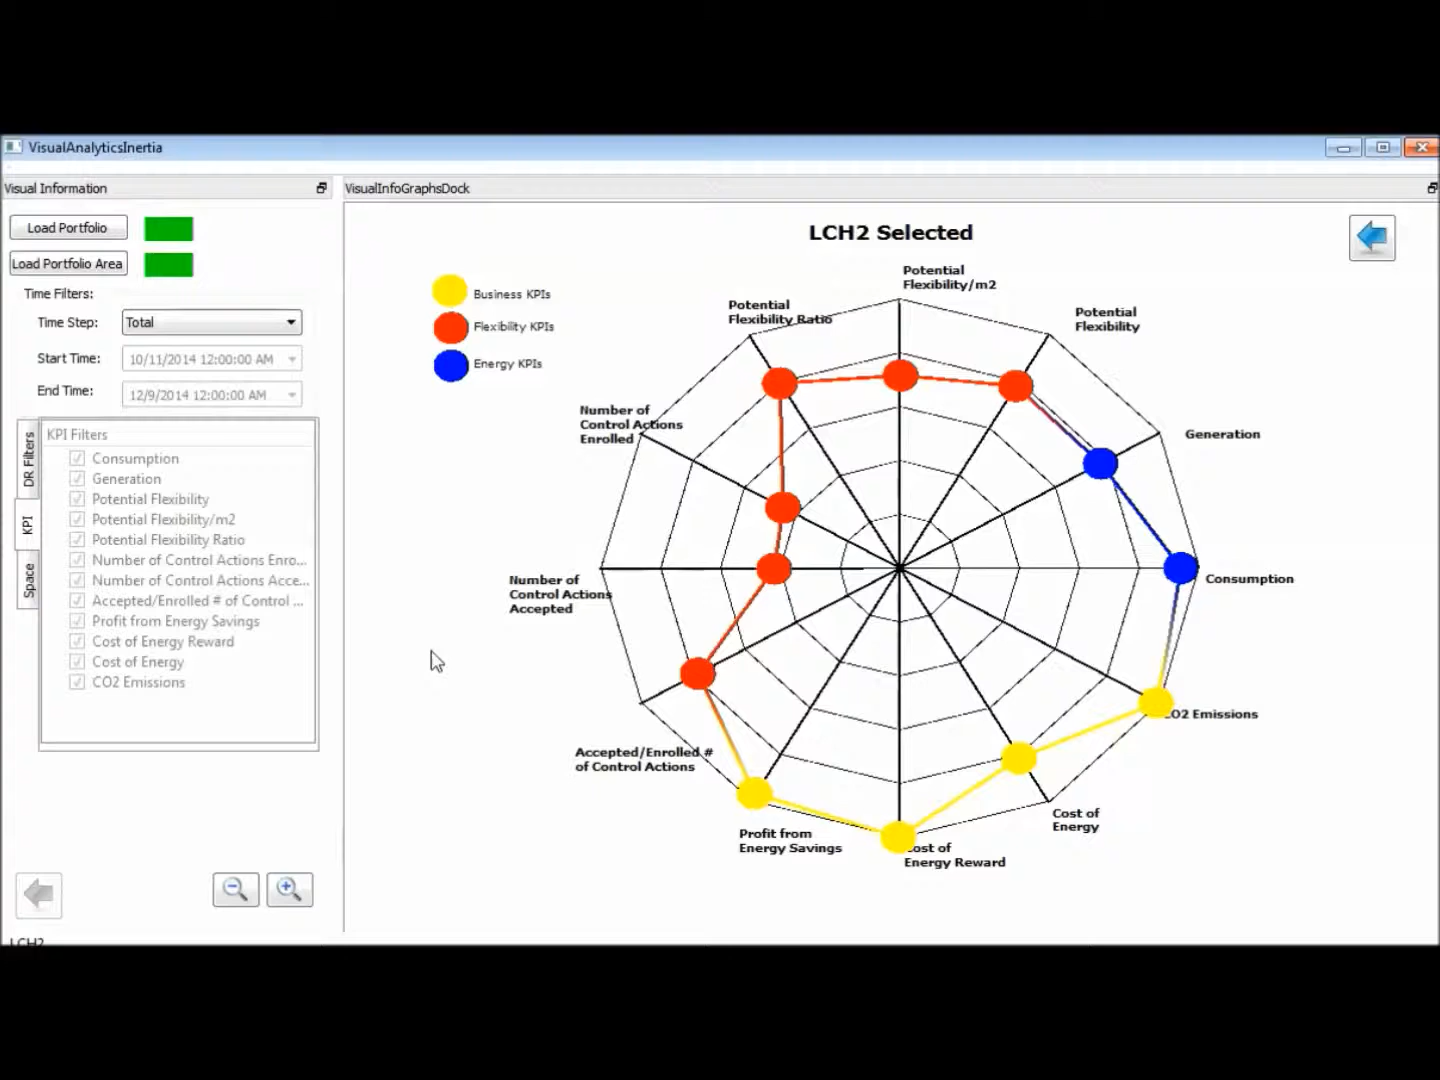 VisualAnalyticsInertia
Visual Information
VisualInfoGraphsDock
Load Portfolio
Load Portfolio Area
Time Filters:
Time Step:
Total
Start Time:
10/11/2014 12:00:00 AM
End Time:
12/9/2014 12:00:00 AM
DR Filters
KPI
Space
KPI Filters
Consumption
Generation
Potential Flexibility
Potential Flexibility/m2
Potential Flexibility Ratio
Number of Control Actions Enro...
Number of Control Actions Acce...
Accepted/Enrolled # of Control ...
Profit from Energy Savings
Cost of Energy Reward
Cost of Energy
CO2 Emissions
LCH2
LCH2 Selected
Business KPIs
Flexibility KPIs
Energy KPIs
Potential
Flexibility/m2
Potential
Flexibility
Generation
Consumption
CO2 Emissions
Cost of
Energy
Cost of
Energy Reward
Profit from
Energy Savings
Accepted/Enrolled #
of Control Actions
Number of
Control Actions
Accepted
Number of
Control Actions
Enrolled
Potential
Flexibility Ratio